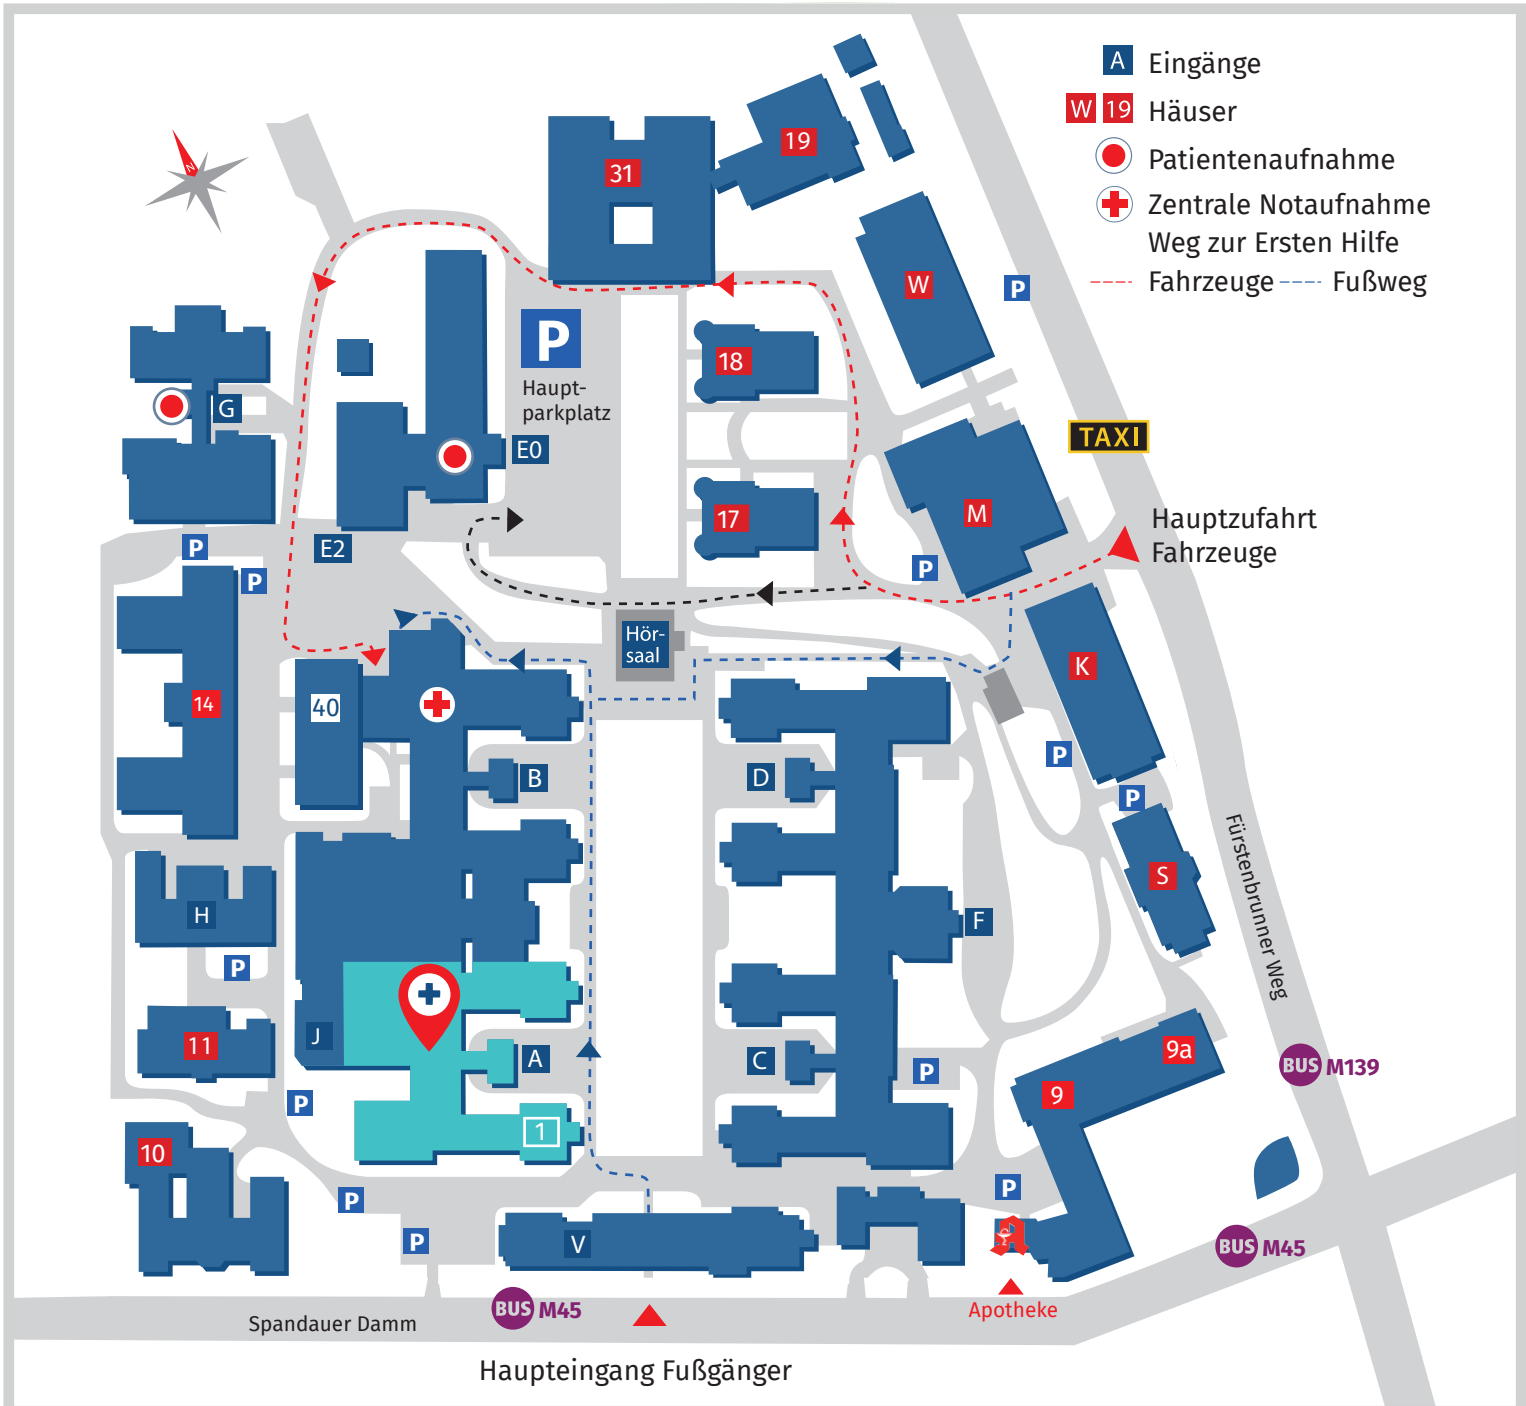 A Eingänge
W 19 Häuser
Patientenaufnahme
Zentrale Notaufnahme
Weg zur Ersten Hilfe
Fahrzeuge
Fußweg
N
31
19
W
P
18
P
Haupt-
parkplatz
G
E0
TAXI
17
M
Hauptzufahrt
Fahrzeuge
E2
P
P
P
Hör-
saal
K
14
40
B
D
P
P
Fürstenbrunner Weg
S
H
F
P
J
A
C
P
11
9a
9
BUS M139
P
1
10
P
P
P
V
A
BUS M45
BUS M45
Apotheke
Spandauer Damm
Haupteingang Fußgänger